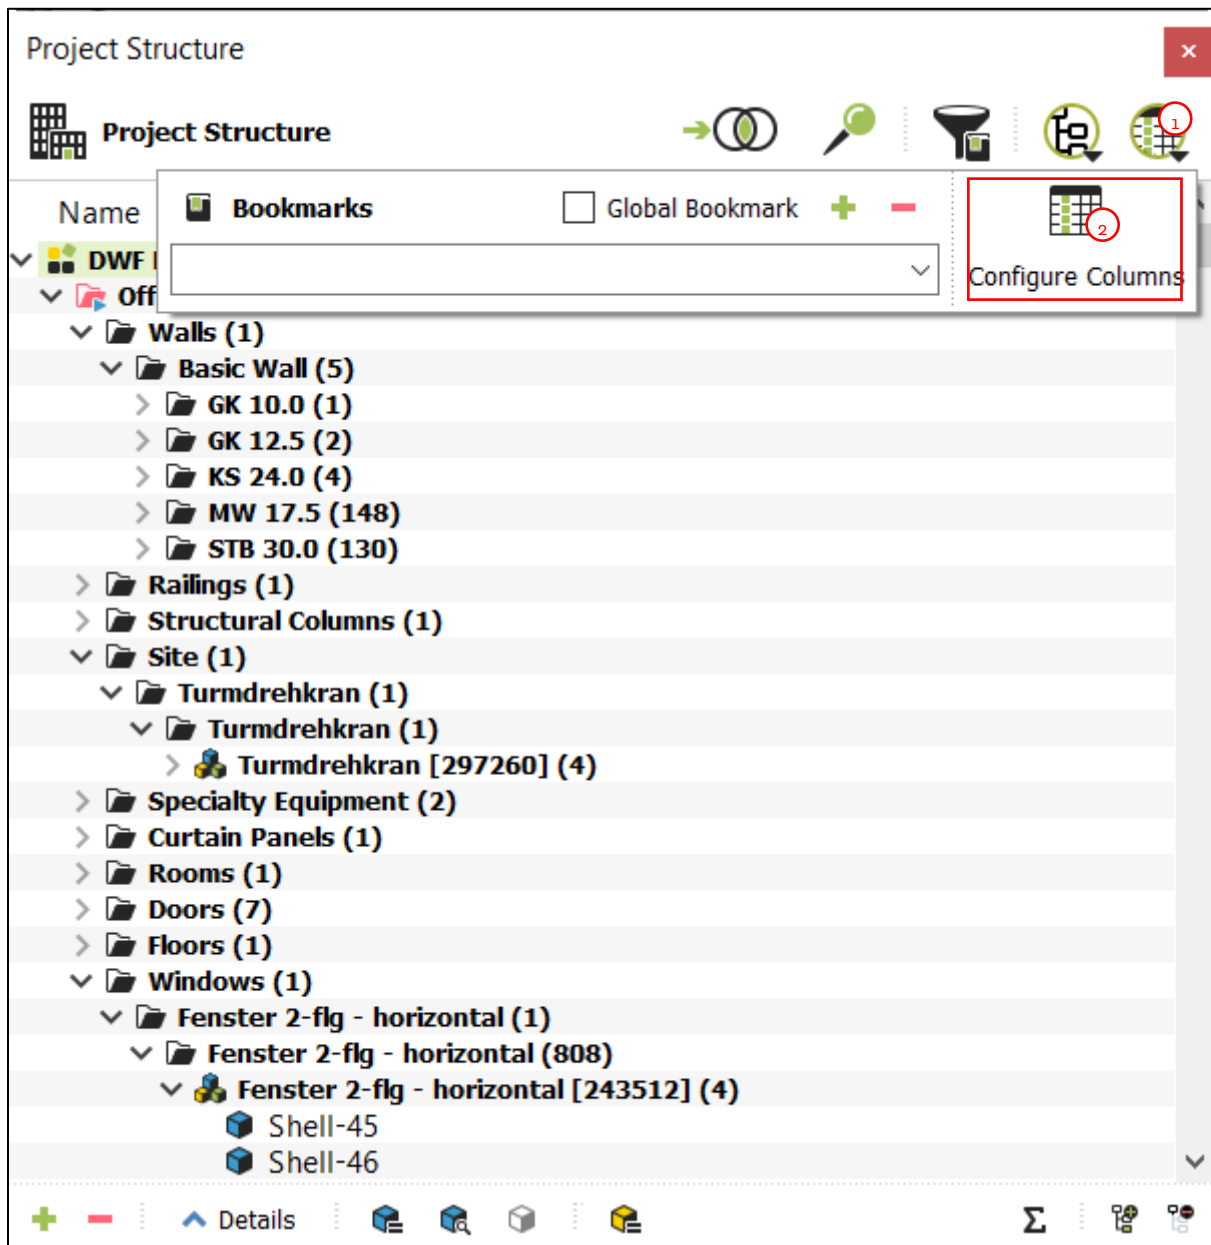 Project Structure
Project Structure
1
Name
Bookmarks
Global Bookmark
2
Configure Columns
DWF
Off
Walls (1)
Basic Wall (5)
GK 10.0 (1)
GK 12.5 (2)
KS 24.0 (4)
MW 17.5 (148)
STB 30.0 (130)
Railings (1)
Structural Columns (1)
Site (1)
Turmdrehkran (1)
Turmdrehkran (1)
Turmdrehkran [297260] (4)
Specialty Equipment (2)
Curtain Panels (1)
Rooms (1)
Doors (7)
Floors (1)
Windows (1)
Fenster 2-flg - horizontal (1)
Fenster 2-flg - horizontal (808)
Fenster 2-flg - horizontal [243512] (4)
Shell-45
Shell-46
Details
Σ